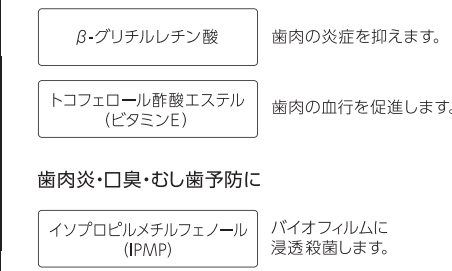 β-グリチルレチン酸
歯肉の炎症を抑えます。
トコフェロール酢酸エステル
(ビタミンE)
歯肉の血行を促進します。
歯肉炎・口臭・むし歯予防に
イソプロピルメチルフェノール
(IPMP)
バイオフィルムに
浸透殺菌します。